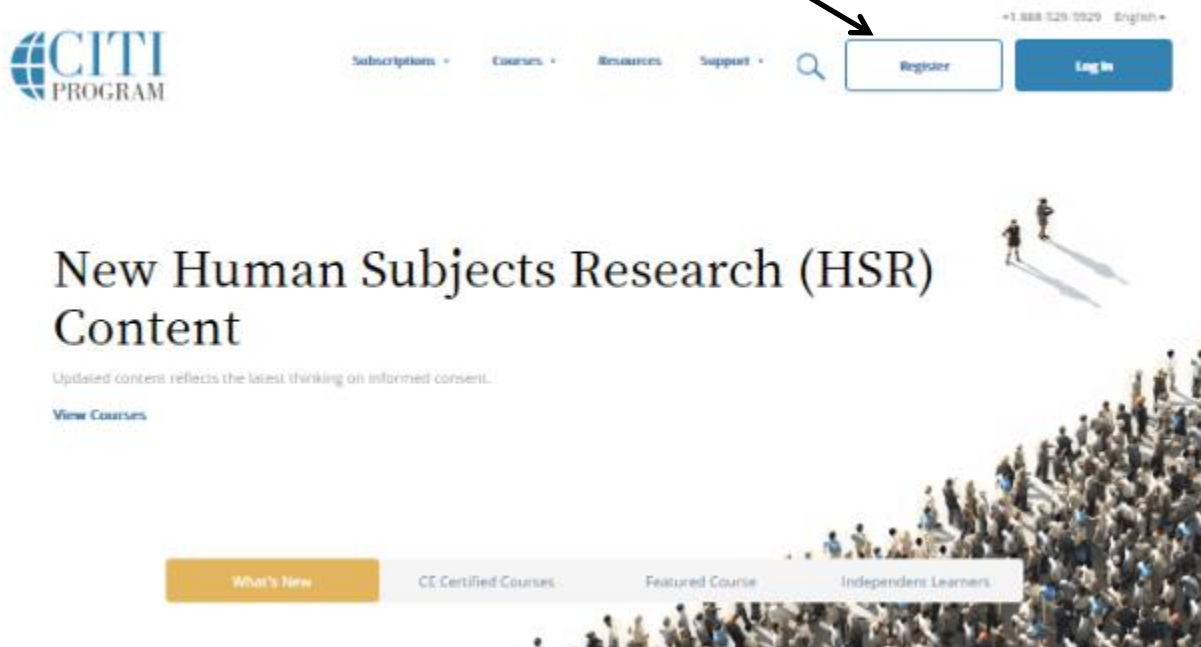 +1 888-529-5929 English
CITI
PROGRAM
Subscriptions Courses Resources Support Register Log In
New Human Subjects Research (HSR)
Content
Updated content reflects the latest thinking on informed consent.
View Courses
What's New CE Certified Courses Featured Course Independent Learners